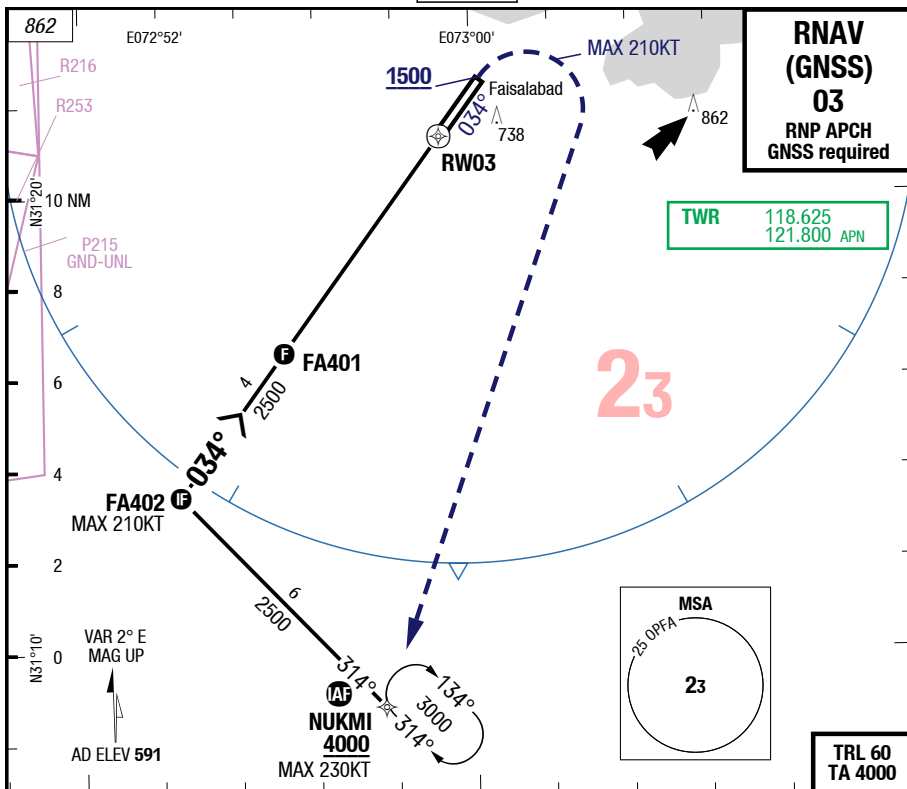 862
E072°52'
E073°00'
MAX 210KT
RNAV
(GNSS)
03
RNP APCH
GNSS required
R216
R253
1500
Faisalabad
034°
738
862
RW03
N31°20'
10 NM
TWR 118.625
121.800 APN
P215
GND-UNL
8
F FA401
6
4
2500
23
034°
4
FA402 IF
MAX 210KT
2
6
2500
MSA
25 OPFA
23
VAR 2° E
MAG UP
N31°10'
0
314°
134°
3000
314°
IAF
NUKMI
4000
MAX 230KT
AD ELEV 591
TRL 60
TA 4000